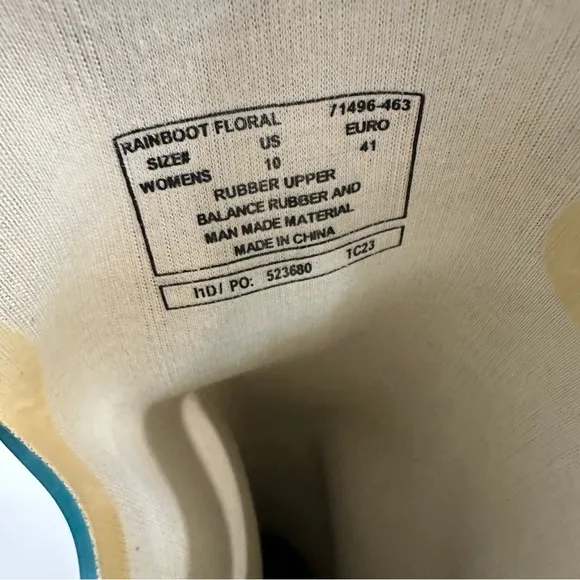 RAINBOOT FLORAL 71496-463
SIZE# US EURO
WOMENS 10 41
RUBBER UPPER
BALANCE RUBBER AND
MAN MADE MATERIAL
MADE IN CHINA
PO: 523680 TC23